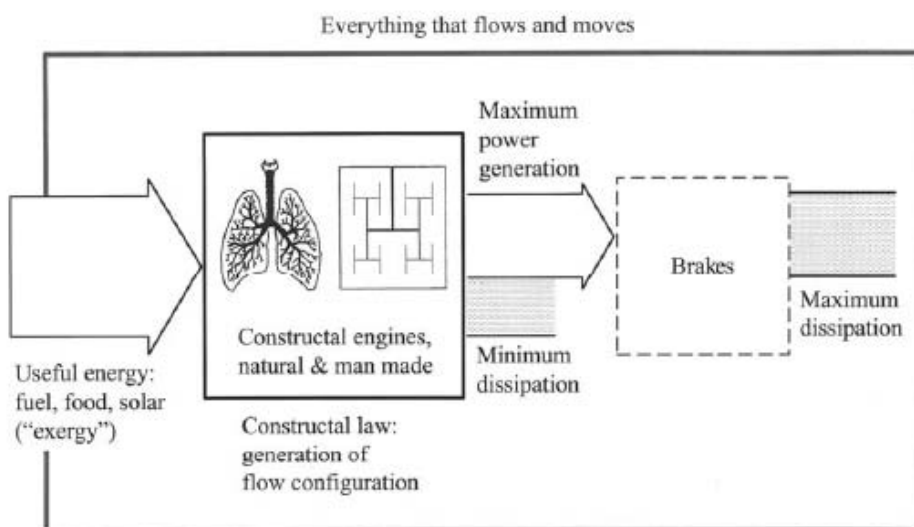 Everything that flows and moves
Maximum
power
generation
Brakes
Constructal engines,
natural & man made
Maximum
dissipation
Minimum
dissipation
Useful energy:
fuel, food, solar
(“exergy”)
Constructal law:
generation of
flow configuration